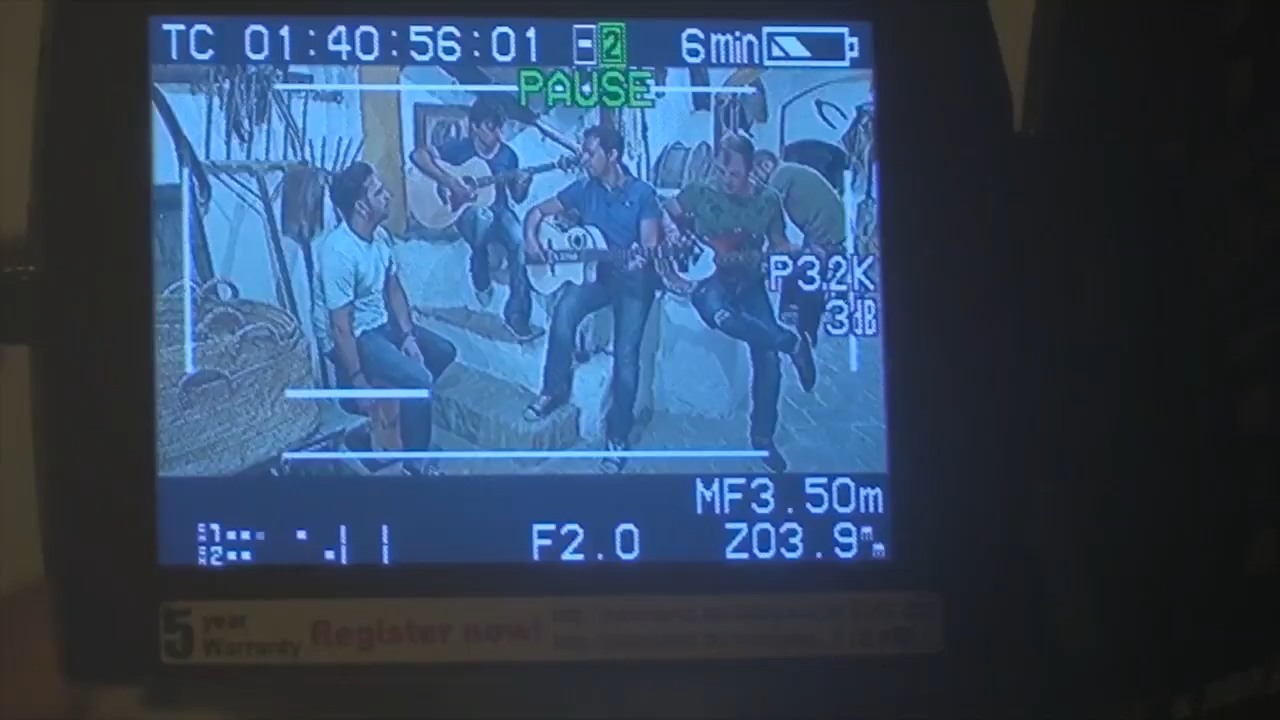 TC 01:40:56:01 2 6min
PAUSE
P3.2K
3dB
MF3.50m
F2.0 Z03.9mm
5 year
Warranty
Register now!